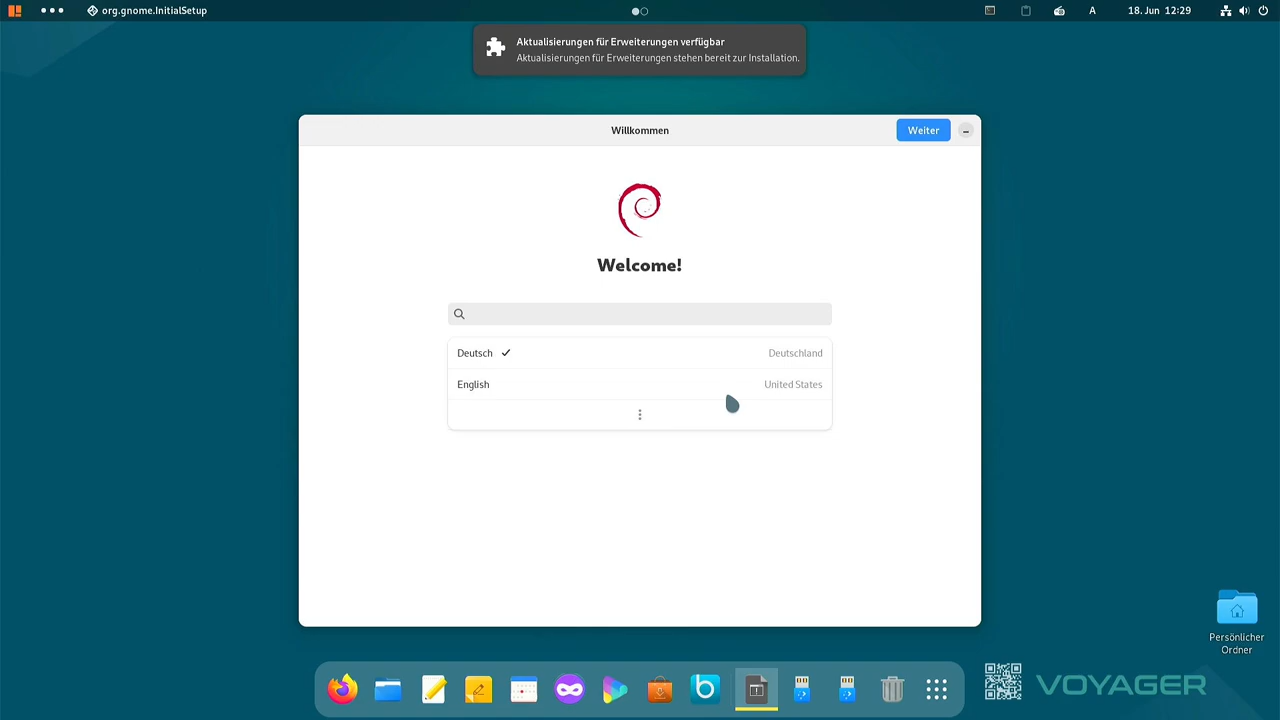 org.gnome.InitialSetup
A
18. Jun 12:29
Aktualisierungen für Erweiterungen verfügbar
Aktualisierungen für Erweiterungen stehen bereit zur Installation.
Willkommen
Weiter
Welcome!
Deutsch
Deutschland
English
United States
Persönlicher
Ordner
VOYAGER